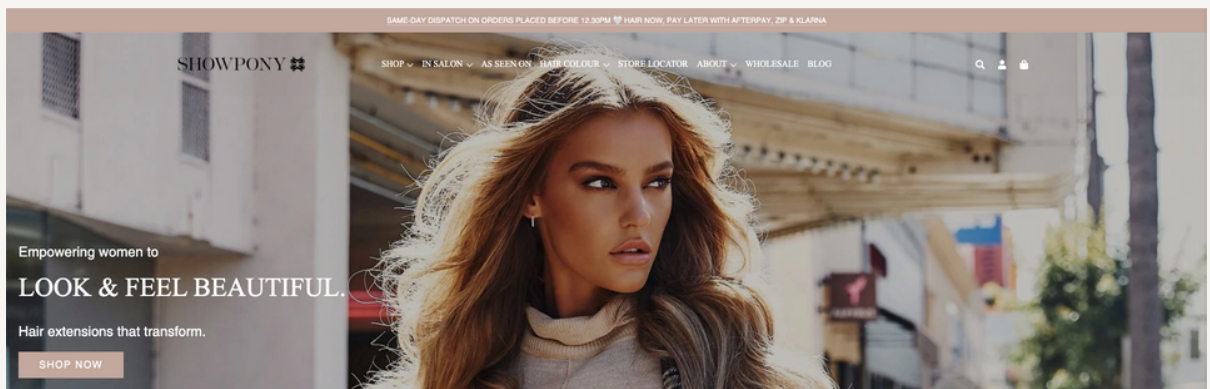 SAME-DAY DISPATCH ON ORDERS PLACED BEFORE 12.30PM 🤍 HAIR NOW, PAY LATER WITH AFTERPAY, ZIP & KLARNA
SHOWPONY SHOP IN SALON AS SEEN ON HAIR COLOUR STORE LOCATOR ABOUT WHOLESALE BLOG
Empowering women to
LOOK & FEEL BEAUTIFUL.
Hair extensions that transform.
SHOP NOW